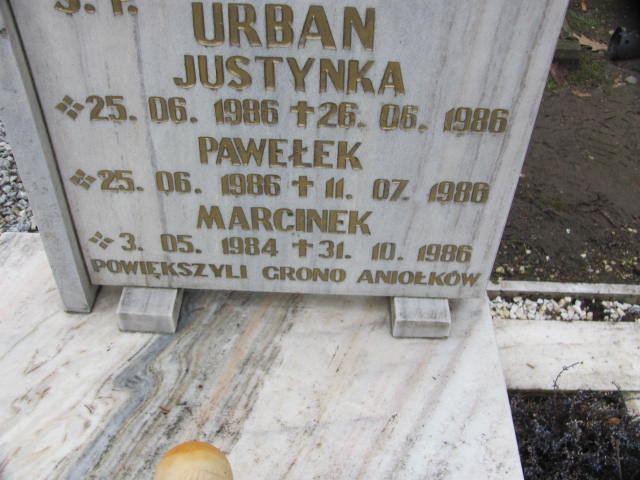 Ś. P.
URBAN
JUSTYNKA
25. 06. 1986 † 26. 06. 1986
PAWEŁEK
25. 06. 1986 † 11. 07. 1986
MARCINEK
3. 05. 1984 † 31. 10. 1986
POWIĘKSZYLI GRONO ANIOŁKÓW